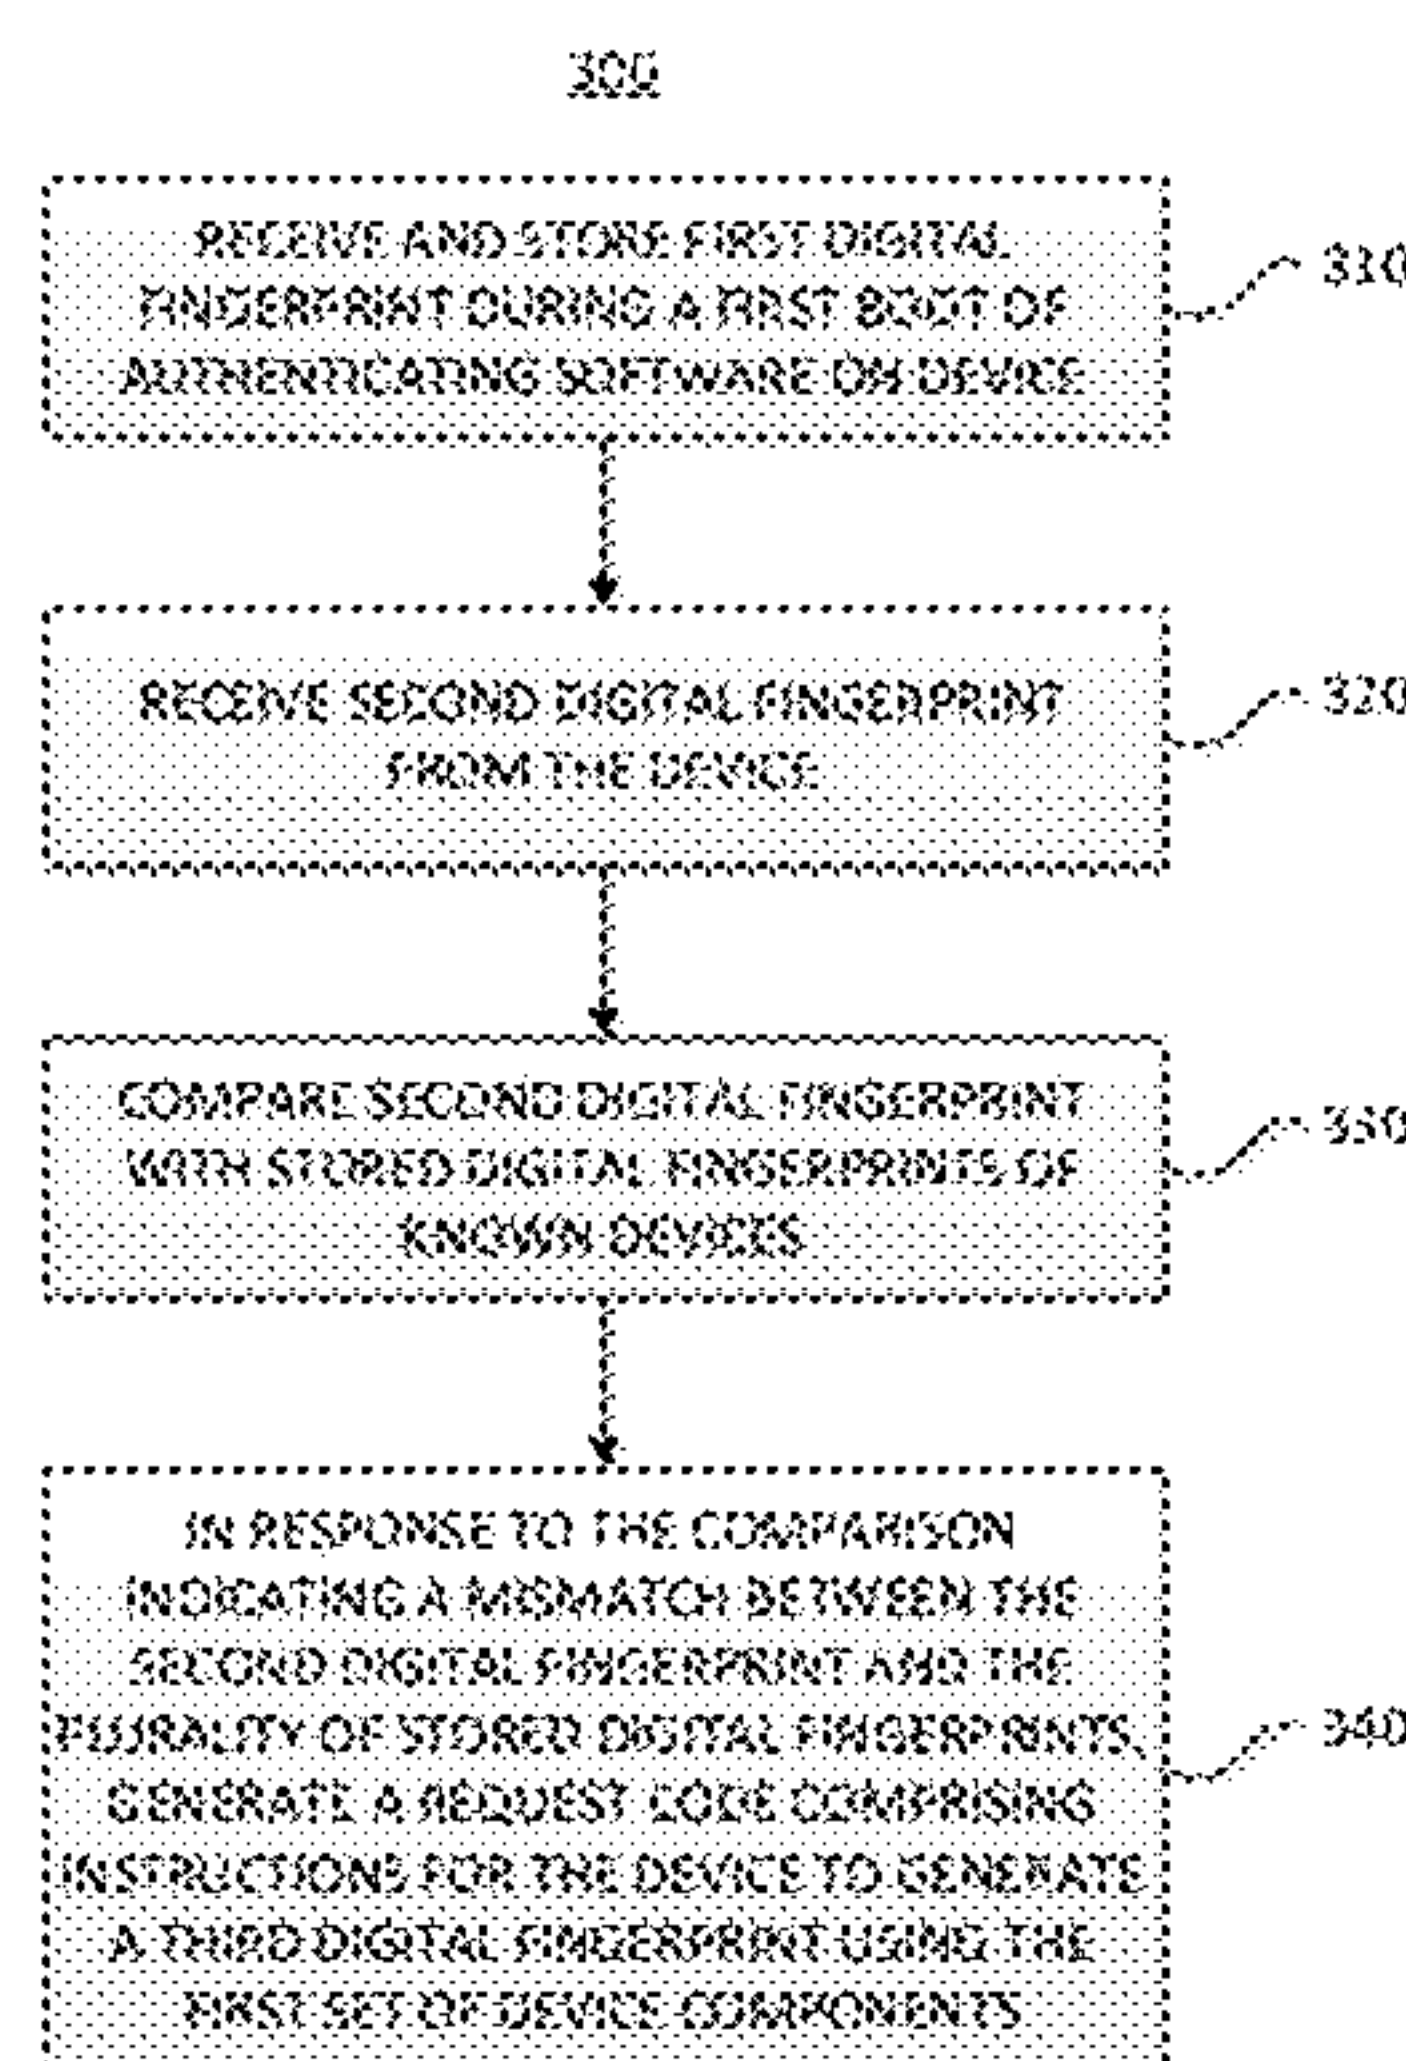 300
RECEIVE AND STORE FIRST DIGITAL
FINGERPRINT DURING A FIRST BOOT OF
AUTHENTICATING SOFTWARE ON DEVICE
310
RECEIVE SECOND DIGITAL FINGERPRINT
FROM THE DEVICE
320
COMPARE SECOND DIGITAL FINGERPRINT
WITH STORED DIGITAL FINGERPRINTS OF
KNOWN DEVICES
330
IN RESPONSE TO THE COMPARISON
INDICATING A MISMATCH BETWEEN THE
SECOND DIGITAL FINGERPRINT AND THE
PLURALITY OF STORED DIGITAL FINGERPRINTS,
GENERATE A REQUEST CODE COMPRISING
INSTRUCTIONS FOR THE DEVICE TO GENERATE
A THIRD DIGITAL FINGERPRINT USING THE
FIRST SET OF DEVICE COMPONENTS
340